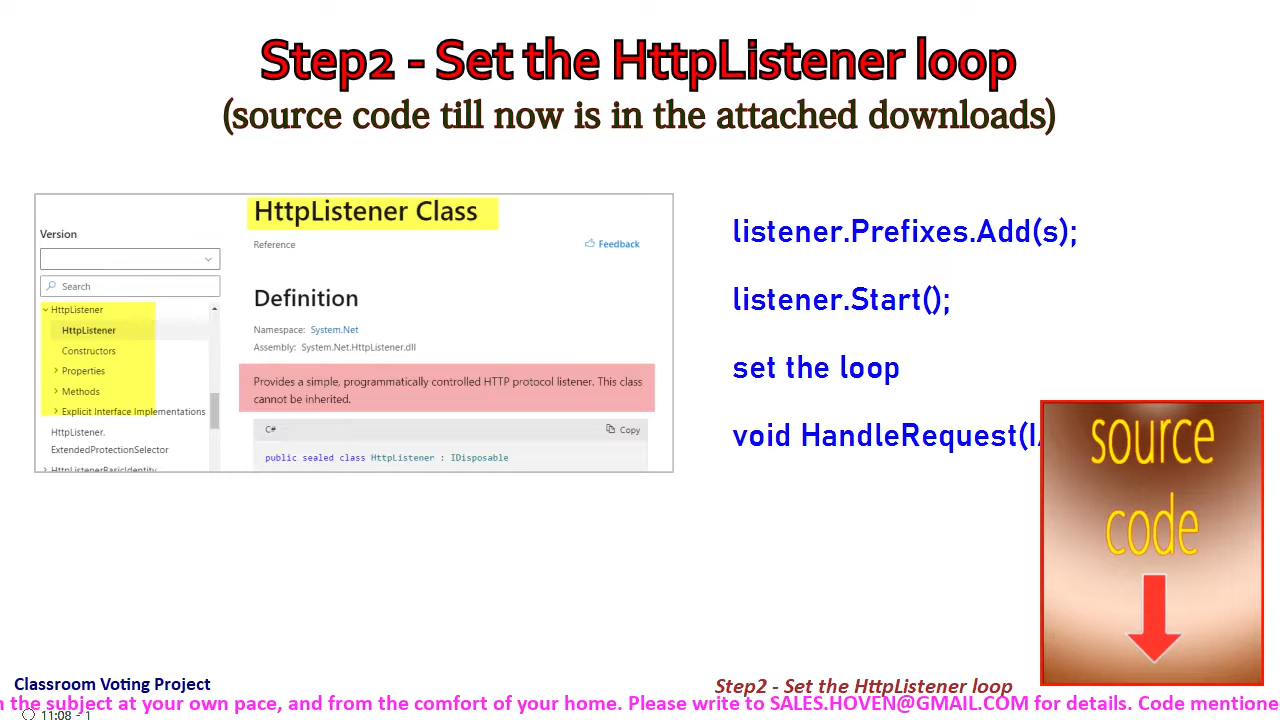 Step2 - Set the HttpListener loop
(source code till now is in the attached downloads)
HttpListener Class
Version
Reference
Feedback
Search
Definition
HttpListener
HttpListener
Namespace: System.Net
Constructors
Assembly: System.Net.HttpListener.dll
Properties
Methods
Provides a simple, programmatically controlled HTTP protocol listener. This class
cannot be inherited.
Explicit Interface Implementations
HttpListener.
ExtendedProtectionSelector
HttpListenerBasicIdentity
C#
Copy
public sealed class HttpListener : IDisposable
listener.Prefixes.Add(s);
listener.Start();
set the loop
void HandleRequest(IA
source
code
Classroom Voting Project
Step2 - Set the HttpListener loop
the subject at your own pace, and from the comfort of your home. Please write to SALES.HOVEN@GMAIL.COM for details. Code mentione
11:08 - 1